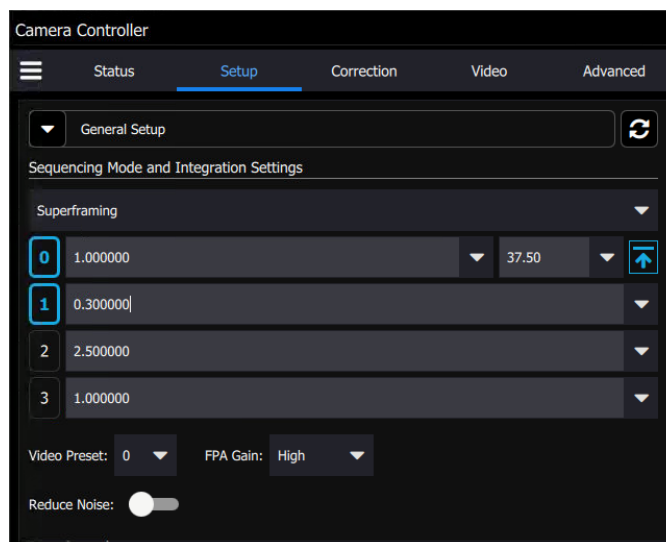 Camera Controller
Status Setup Correction Video Advanced
General Setup
Sequencing Mode and Integration Settings
Superframing
0 1.000000 37.50
1 0.300000
2 2.500000
3 1.000000
Video Preset: 0 FPA Gain: High
Reduce Noise: